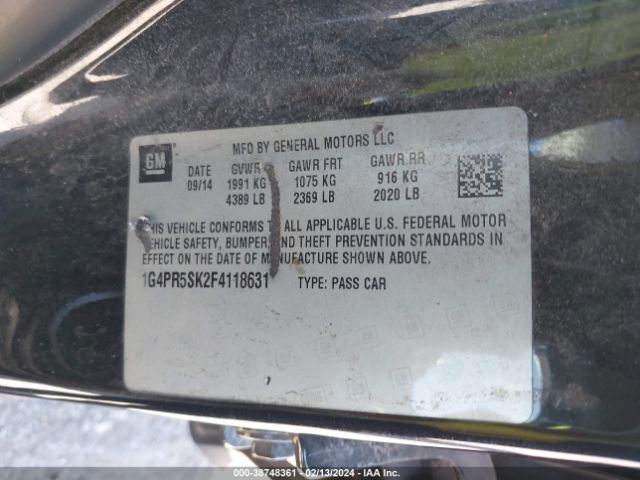 MFD BY GENERAL MOTORS LLC
GM
DATE GVWR GAWR FRT GAWR RR
09/14 1991 KG 1075 KG 916 KG
4389 LB 2369 LB 2020 LB
THIS VEHICLE CONFORMS TO ALL APPLICABLE U.S. FEDERAL MOTOR
VEHICLE SAFETY, BUMPER, AND THEFT PREVENTION STANDARDS IN
EFFECT ON THE DATE OF MANUFACTURE SHOWN ABOVE.
1G4PR5SK2F4118631 TYPE: PASS CAR
000-38748361 - 02/13/2024 - IAA Inc.